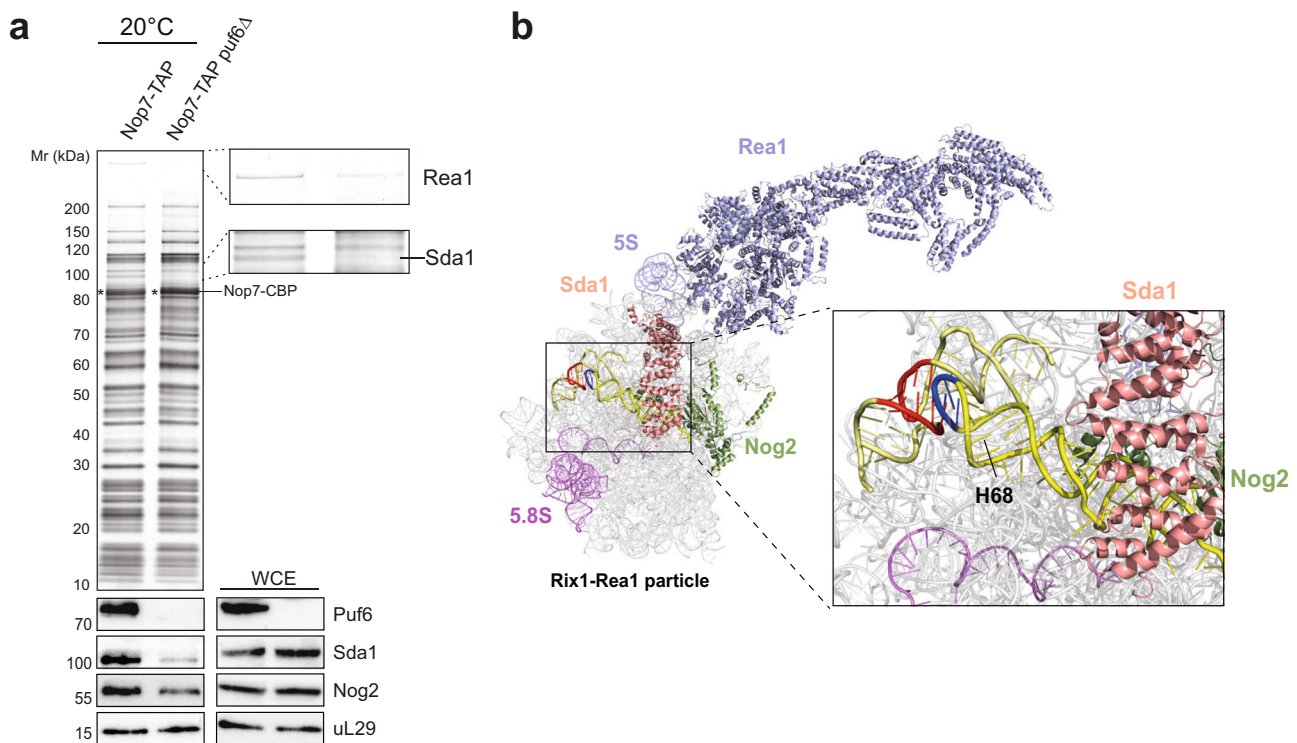 a
20°C
Nop7-TAP
Nop7-TAP puf6Δ
Mr (kDa)
200
150
120
100
80
70
60
50
40
30
20
10
*
*
Nop7-CBP
Rea1
Sda1
WCE
70
Puf6
100
Sda1
55
Nog2
15
uL29
b
Rea1
5S
Sda1
Nog2
5.8S
Rix1-Rea1 particle
Sda1
H68
Nog2